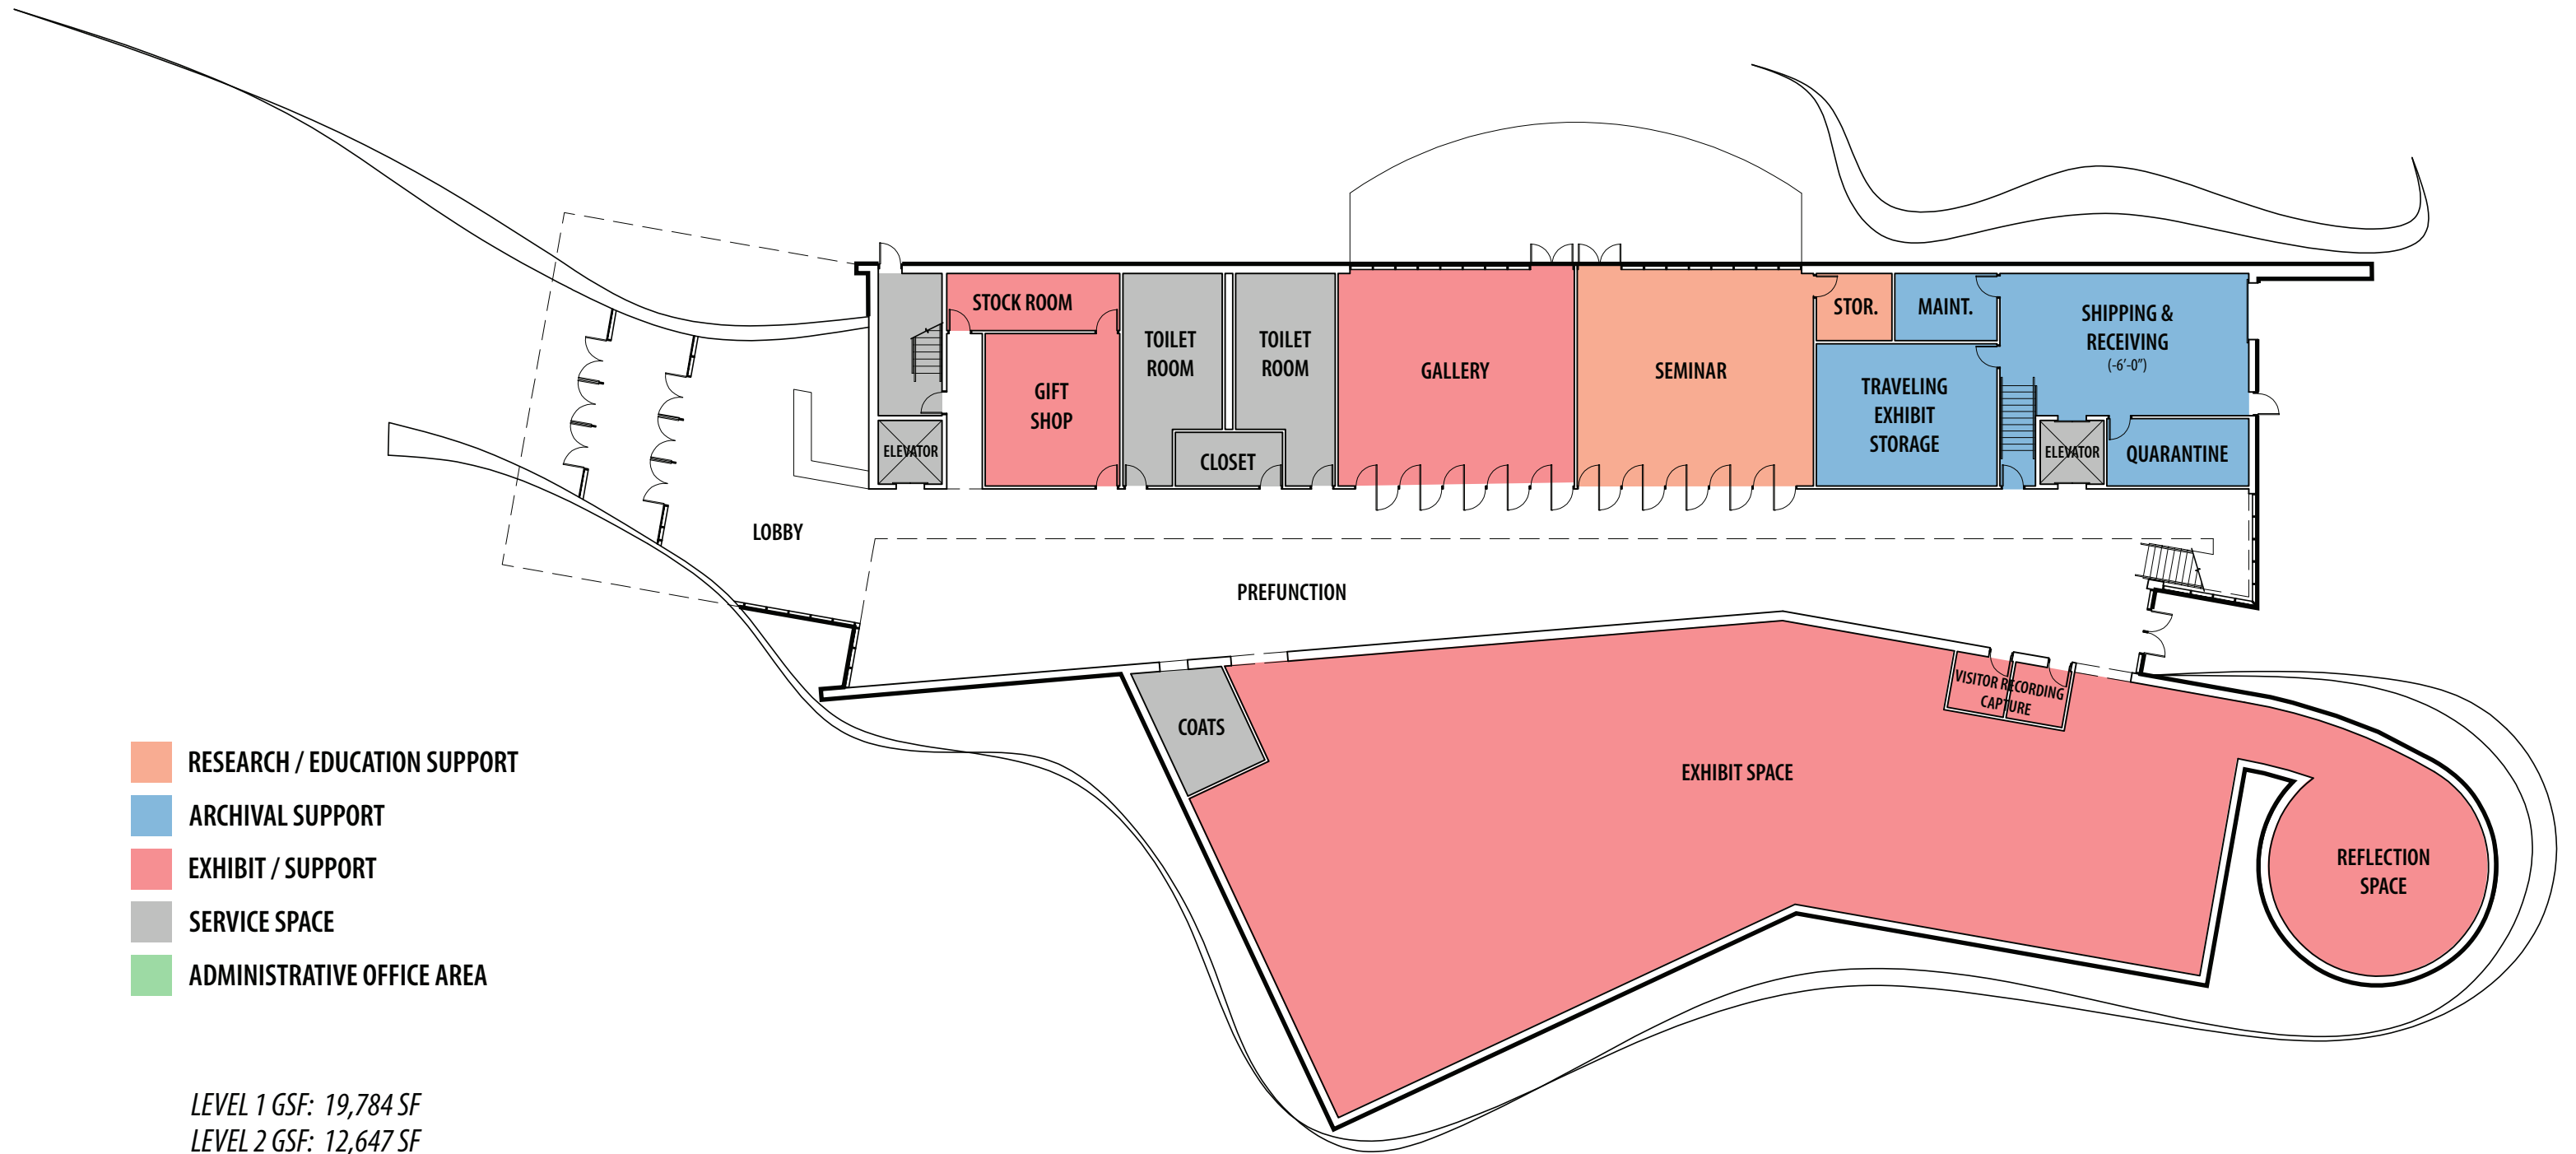 STOCK ROOM
TOILET
ROOM
TOILET
ROOM
GIFT
SHOP
ELEVATOR
CLOSET
GALLERY
SEMINAR
STOR.
MAINT.
SHIPPING &
RECEIVING
(-6'-0")
TRAVELING
EXHIBIT
STORAGE
ELEVATOR
QUARANTINE
LOBBY
PREFUNCTION
COATS
VISITOR RECORDING
CAPTURE
EXHIBIT SPACE
REFLECTION
SPACE
RESEARCH / EDUCATION SUPPORT
ARCHIVAL SUPPORT
EXHIBIT / SUPPORT
SERVICE SPACE
ADMINISTRATIVE OFFICE AREA
LEVEL 1 GSF: 19,784 SF
LEVEL 2 GSF: 12,647 SF